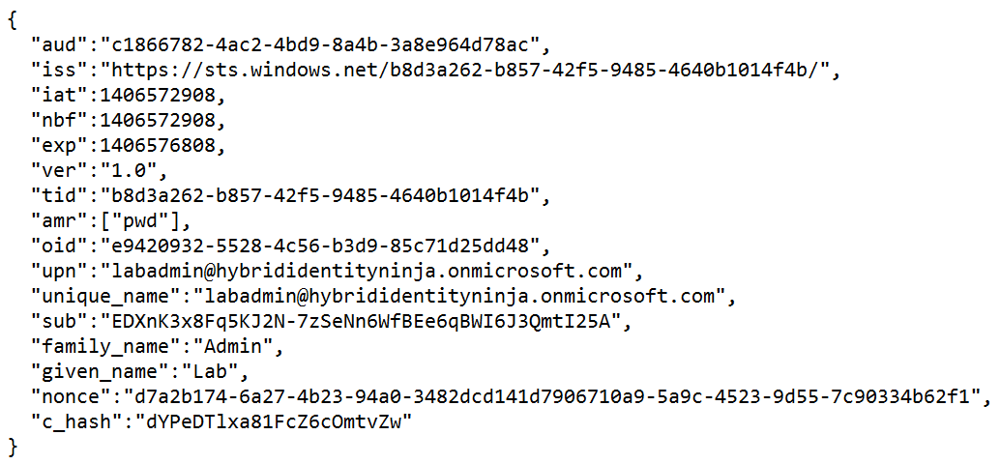 {
"aud":"c1866782-4ac2-4bd9-8a4b-3a8e964d78ac",
"iss":"https://sts.windows.net/b8d3a262-b857-42f5-9485-4640b1014f4b/",
"iat":1406572908,
"nbf":1406572908,
"exp":1406576808,
"ver":"1.0",
"tid":"b8d3a262-b857-42f5-9485-4640b1014f4b",
"amr":["pwd"],
"oid":"e9420932-5528-4c56-b3d9-85c71d25dd48",
"upn":"labadmin@hybrididentityninja.onmicrosoft.com",
"unique_name":"labadmin@hybrididentityninja.onmicrosoft.com",
"sub":"EDXnK3x8Fq5KJ2N-7zSeNn6WfBEe6qBWI6J3QmtI25A",
"family_name":"Admin",
"given_name":"Lab",
"nonce":"d7a2b174-6a27-4b23-94a0-3482dcd141d7906710a9-5a9c-4523-9d55-7c90334b62f1",
"c_hash":"dYPeDTlxa81FcZ6cOmtvZw"
}